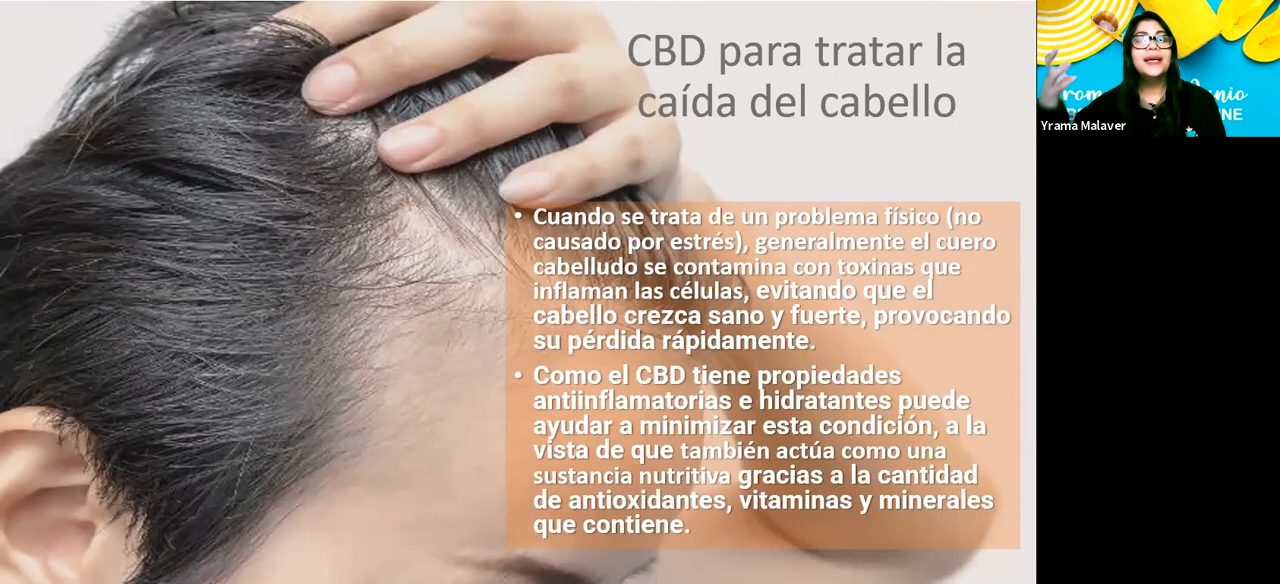 CBD para tratar la
caída del cabello
• Cuando se trata de un problema físico (no
causado por estrés), generalmente el cuero
cabelludo se contamina con toxinas que
inflaman las células, evitando que el
cabello crezca sano y fuerte, provocando
su pérdida rápidamente.
• Como el CBD tiene propiedades
antiinflamatorias e hidratantes puede
ayudar a minimizar esta condición, a la
vista de que también actúa como una
sustancia nutritiva gracias a la cantidad
de antioxidantes, vitaminas y minerales
que contiene.
Yrama Malaver